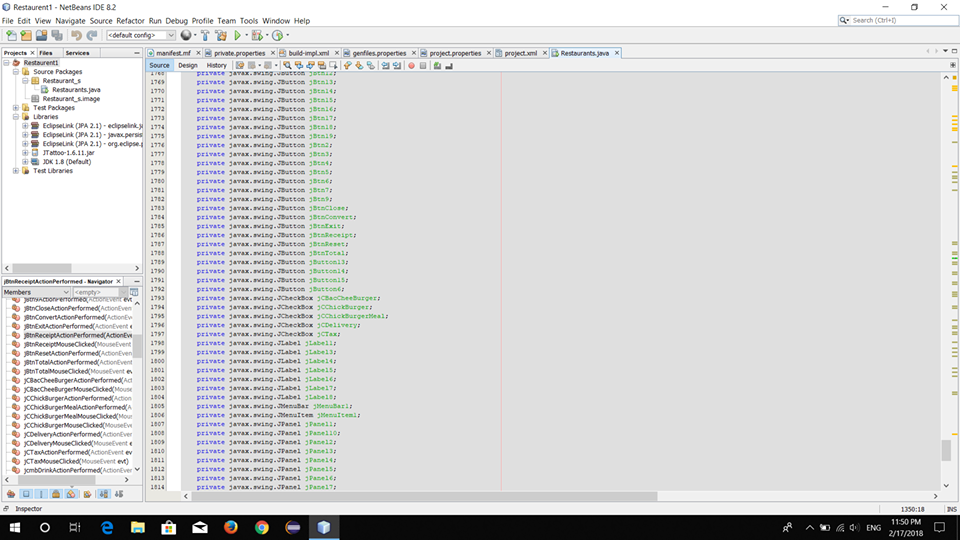 Restaurent1 - NetBeans IDE 8.2
File Edit View Navigate Source Refactor Run Debug Profile Team Tools Window Help
Search (Ctrl+I)
<default config>
Projects Files Services
manifest.mf private.properties build-impl.xml genfiles.properties project.properties project.xml Restaurants.java
Source Design History
Restaurent1
Source Packages
Restaurant_s
Restaurants.java
Restaurant_s.image
Test Packages
Libraries
EclipseLink (JPA 2.1) - eclipselink.j
EclipseLink (JPA 2.1) - javax.persis
EclipseLink (JPA 2.1) - org.eclipse.p
JTattoo-1.6.11.jar
JDK 1.8 (Default)
Test Libraries
jBtnReceiptActionPerformed - Navigator
Members <empty>
jBtnCloseActionPerformed(ActionEven
jBtnConvertActionPerformed(ActionE
jBtnExitActionPerformed(ActionEvent e
jBtnReceiptActionPerformed(ActionEve
jBtnReceiptMouseClicked(MouseEvent
jBtnResetActionPerformed(ActionEven
jBtnTotalActionPerformed(ActionEvent
jBtnTotalMouseClicked(MouseEvent ev
jCBacCheeBurgerActionPerformed(Ac
jCBacCheeBurgerMouseClicked(Mouse
jCChickBurgerActionPerformed(Action
jCChickBurgerMealActionPerformed(A
jCChickBurgerMealMouseClicked(Mous
jCChickBurgerMouseClicked(MouseEve
jCDeliveryActionPerformed(ActionEve
jCDeliveryMouseClicked(MouseEvent e
jCTaxActionPerformed(ActionEvent ev
jCTaxMouseClicked(MouseEvent evt)
jcmbDrinkActionPerformed(ActionEve
1768 private javax.swing.JButton jBtn12;
1769 private javax.swing.JButton jBtn13;
1770 private javax.swing.JButton jBtn14;
1771 private javax.swing.JButton jBtn15;
1772 private javax.swing.JButton jBtn16;
1773 private javax.swing.JButton jBtn17;
1774 private javax.swing.JButton jBtn18;
1775 private javax.swing.JButton jBtn19;
1776 private javax.swing.JButton jBtn2;
1777 private javax.swing.JButton jBtn3;
1778 private javax.swing.JButton jBtn4;
1779 private javax.swing.JButton jBtn5;
1780 private javax.swing.JButton jBtn6;
1781 private javax.swing.JButton jBtn7;
1782 private javax.swing.JButton jBtn9;
1783 private javax.swing.JButton jBtnClose;
1784 private javax.swing.JButton jBtnConvert;
1785 private javax.swing.JButton jBtnExit;
1786 private javax.swing.JButton jBtnReceipt;
1787 private javax.swing.JButton jBtnReset;
1788 private javax.swing.JButton jBtnTotal;
1789 private javax.swing.JButton jButton13;
1790 private javax.swing.JButton jButton14;
1791 private javax.swing.JButton jButton15;
1792 private javax.swing.JButton jButton6;
1793 private javax.swing.JCheckBox jCBacCheeBurger;
1794 private javax.swing.JCheckBox jCChickBurger;
1795 private javax.swing.JCheckBox jCChickBurgerMeal;
1796 private javax.swing.JCheckBox jCDelivery;
1797 private javax.swing.JCheckBox jCTax;
1798 private javax.swing.JLabel jLabel1;
1799 private javax.swing.JLabel jLabel3;
1800 private javax.swing.JLabel jLabel4;
1801 private javax.swing.JLabel jLabel5;
1802 private javax.swing.JLabel jLabel6;
1803 private javax.swing.JLabel jLabel7;
1804 private javax.swing.JLabel jLabel8;
1805 private javax.swing.JMenuBar jMenuBar1;
1806 private javax.swing.JMenuItem jMenuItem1;
1807 private javax.swing.JPanel jPanel1;
1808 private javax.swing.JPanel jPanel10;
1809 private javax.swing.JPanel jPanel2;
1810 private javax.swing.JPanel jPanel3;
1811 private javax.swing.JPanel jPanel4;
1812 private javax.swing.JPanel jPanel5;
1813 private javax.swing.JPanel jPanel6;
1814 private javax.swing.JPanel jPanel7;
Inspector
1350:18 INS
ENG
11:50 PM
2/17/2018